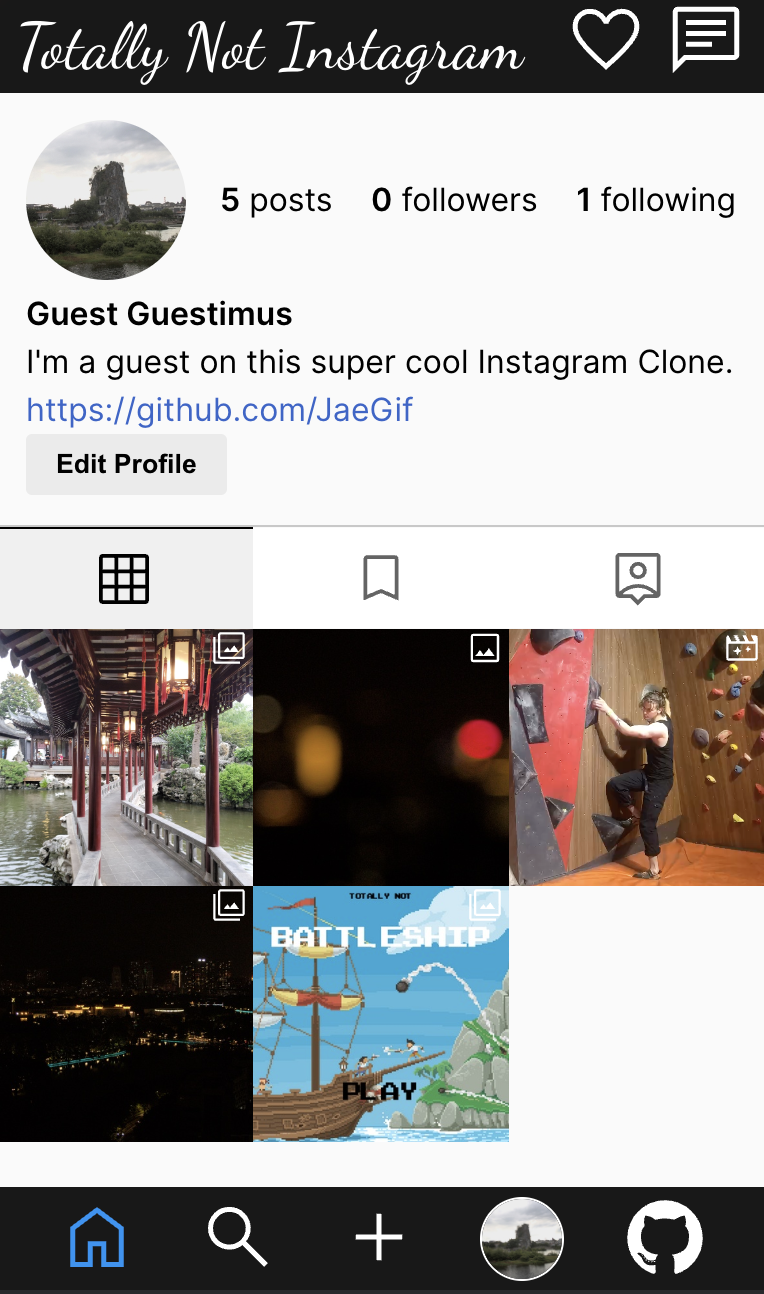 Totally Not Instagram
5 posts 0 followers 1 following
Guest Guestimus
I'm a guest on this super cool Instagram Clone.
https://github.com/JaeGif
Edit Profile
TOTALLY NOT
BATTLESHIP
PLAY